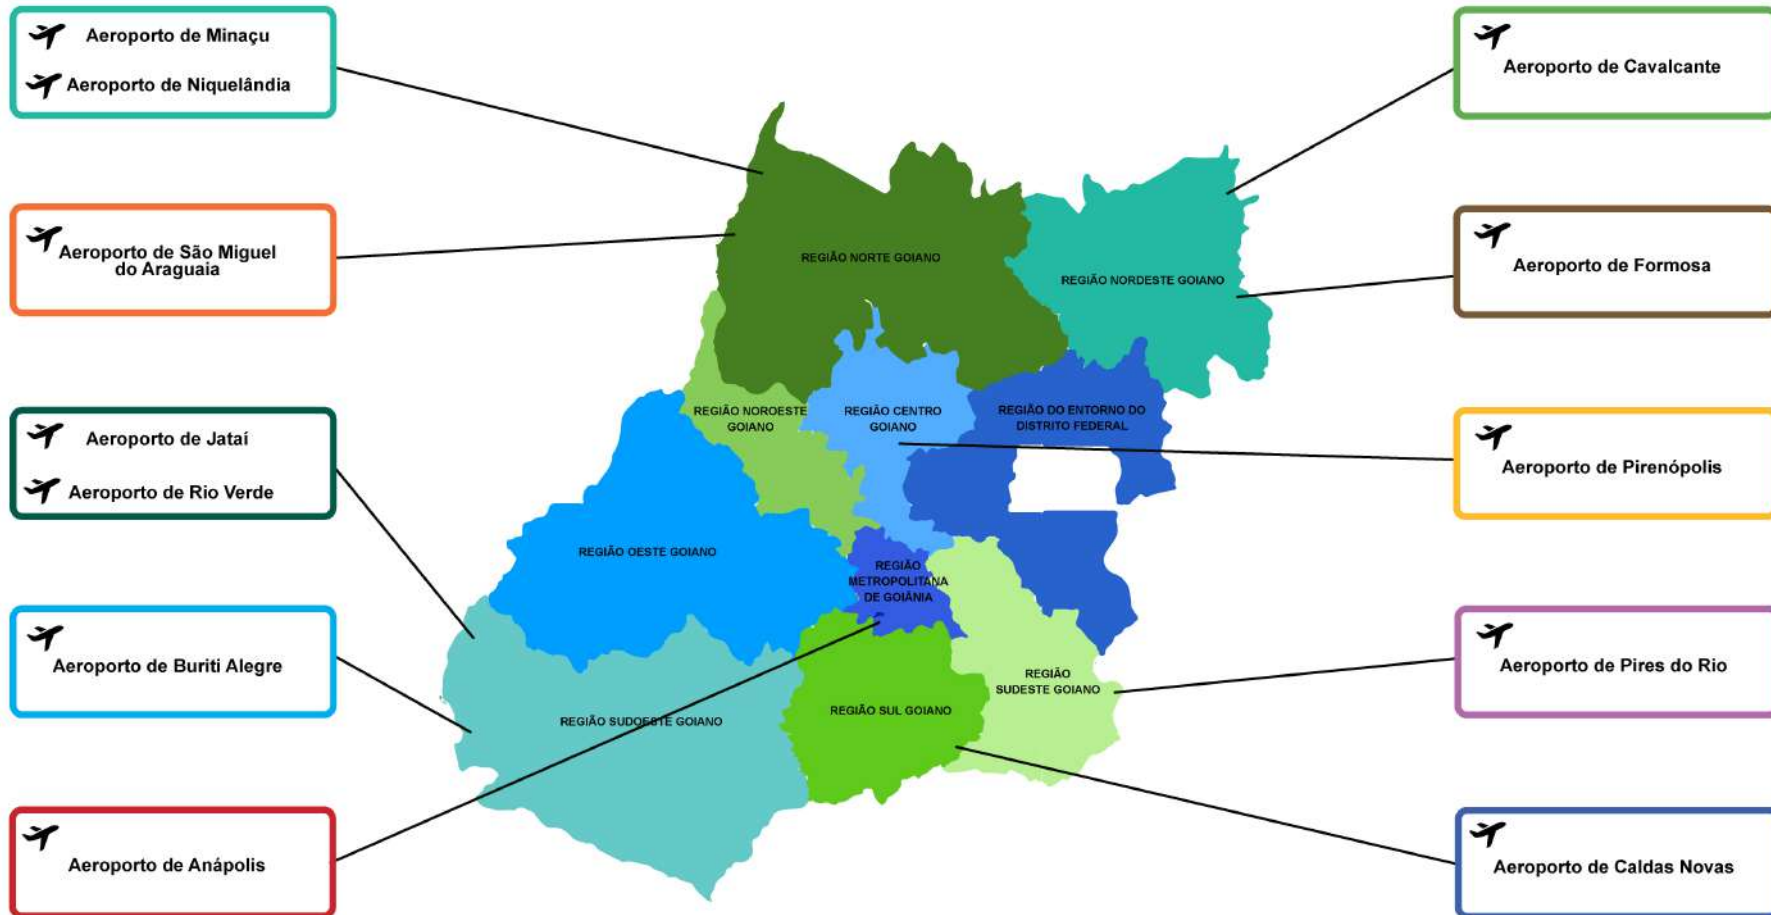 Aeroporto de Minaçu
Aeroporto de Niquelândia
Aeroporto de São Miguel
do Araguaia
Aeroporto de Jataí
Aeroporto de Rio Verde
Aeroporto de Buriti Alegre
Aeroporto de Anápolis
REGIÃO NORTE GOIANO
REGIÃO NORDESTE GOIANO
REGIÃO NOROESTE
GOIANO
REGIÃO CENTRO
GOIANO
REGIÃO DO ENTORNO DO
DISTRITO FEDERAL
REGIÃO OESTE GOIANO
REGIÃO
METROPOLITANA
DE GOIÂNIA
REGIÃO
SUDESTE GOIANO
REGIÃO SUL GOIANO
REGIÃO SUDOESTE GOIANO
Aeroporto de Cavalcante
Aeroporto de Formosa
Aeroporto de Pirenópolis
Aeroporto de Pires do Rio
Aeroporto de Caldas Novas